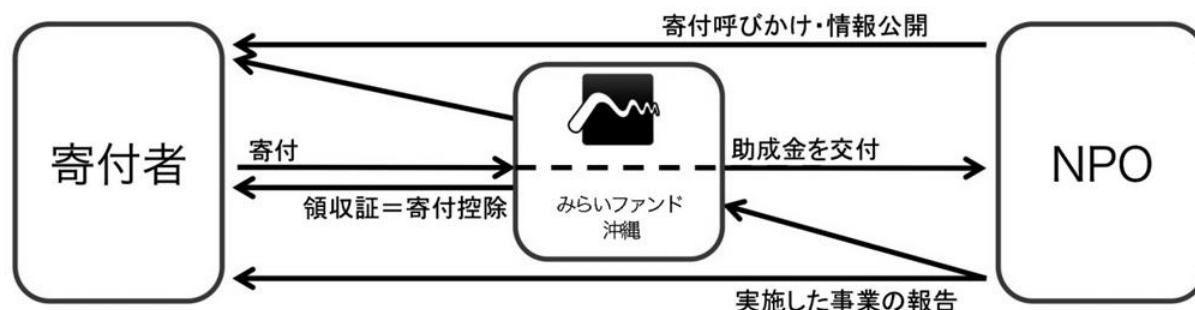 寄付呼びかけ・情報公開
寄付者
寄付
助成金を交付
NPO
領収証＝寄付控除
みらいファンド
沖縄
実施した事業の報告